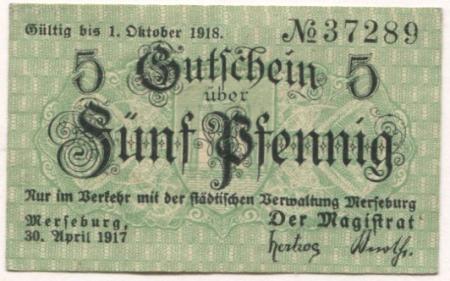 Gültig bis 1. Oktober 1918. № 37289
5 Gutschein 5
über
Fünf Pfennig
Nur im Verkehr mit der städtischen Verwaltung Merseburg
Merseburg, Der Magistrat
30. April 1917 Hertzog